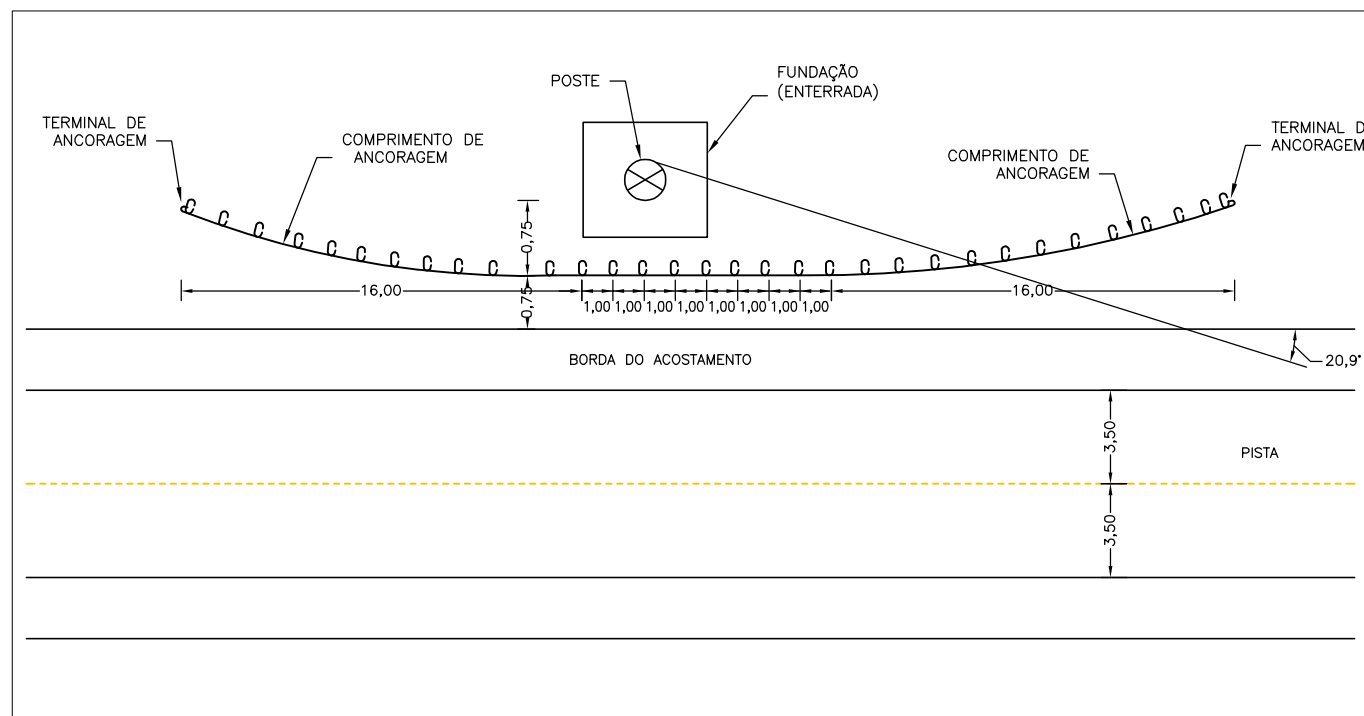 POSTE
FUNDAÇÃO
(ENTERRADA)
TERMINAL DE
ANCORAGEM
COMPRIMENTO DE
ANCORAGEM
COMPRIMENTO DE
ANCORAGEM
TERMINAL D
ANCORAGEM
0,75
16,00
0,75
1,00 1,00 1,00 1,00 1,00 1,00 1,00 1,00
16,00
BORDA DO ACOSTAMENTO
20,9°
3,50
PISTA
3,50